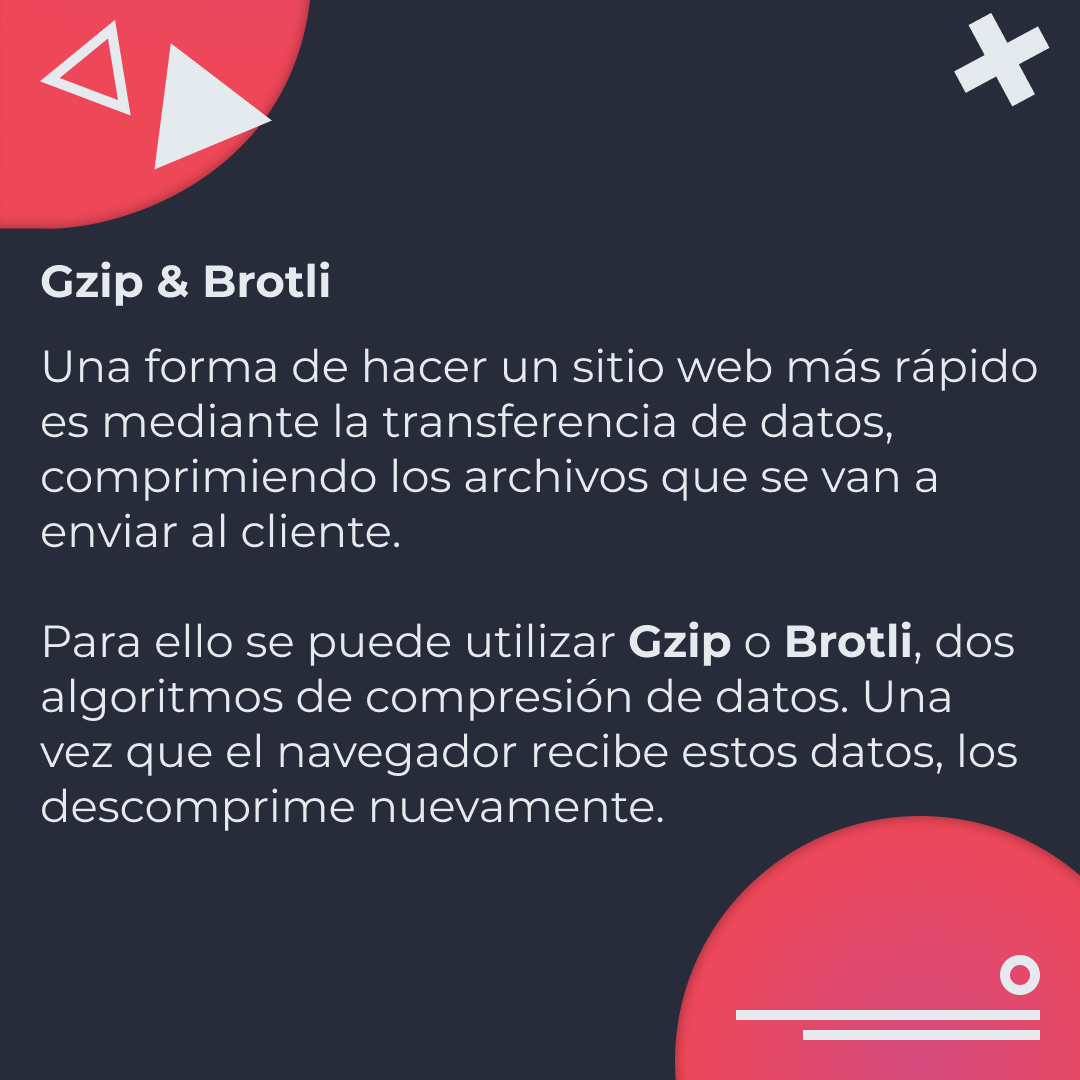 Gzip & Brotli
Una forma de hacer un sitio web más rápido
es mediante la transferencia de datos,
comprimiendo los archivos que se van a
enviar al cliente.
Para ello se puede utilizar Gzip o Brotli, dos
algoritmos de compresión de datos. Una
vez que el navegador recibe estos datos, los
descomprime nuevamente.